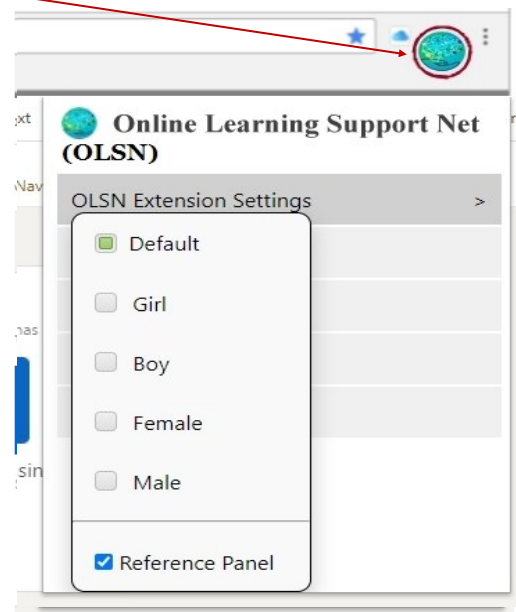 Online Learning Support Net
(OLSN)
OLSN Extension Settings >
Default
Girl
Boy
Female
Male
Reference Panel